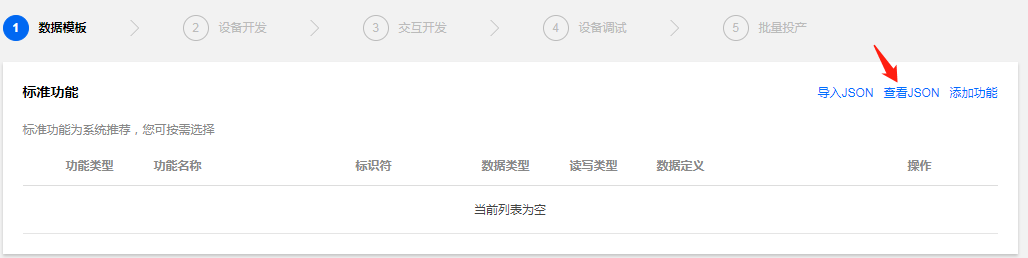 1 数据模板 2 设备开发 3 交互开发 4 设备调试 5 批量投产
标准功能 导入JSON 查看JSON 添加功能
标准功能为系统推荐，您可按需选择
功能类型 功能名称 标识符 数据类型 读写类型 数据定义 操作
当前列表为空